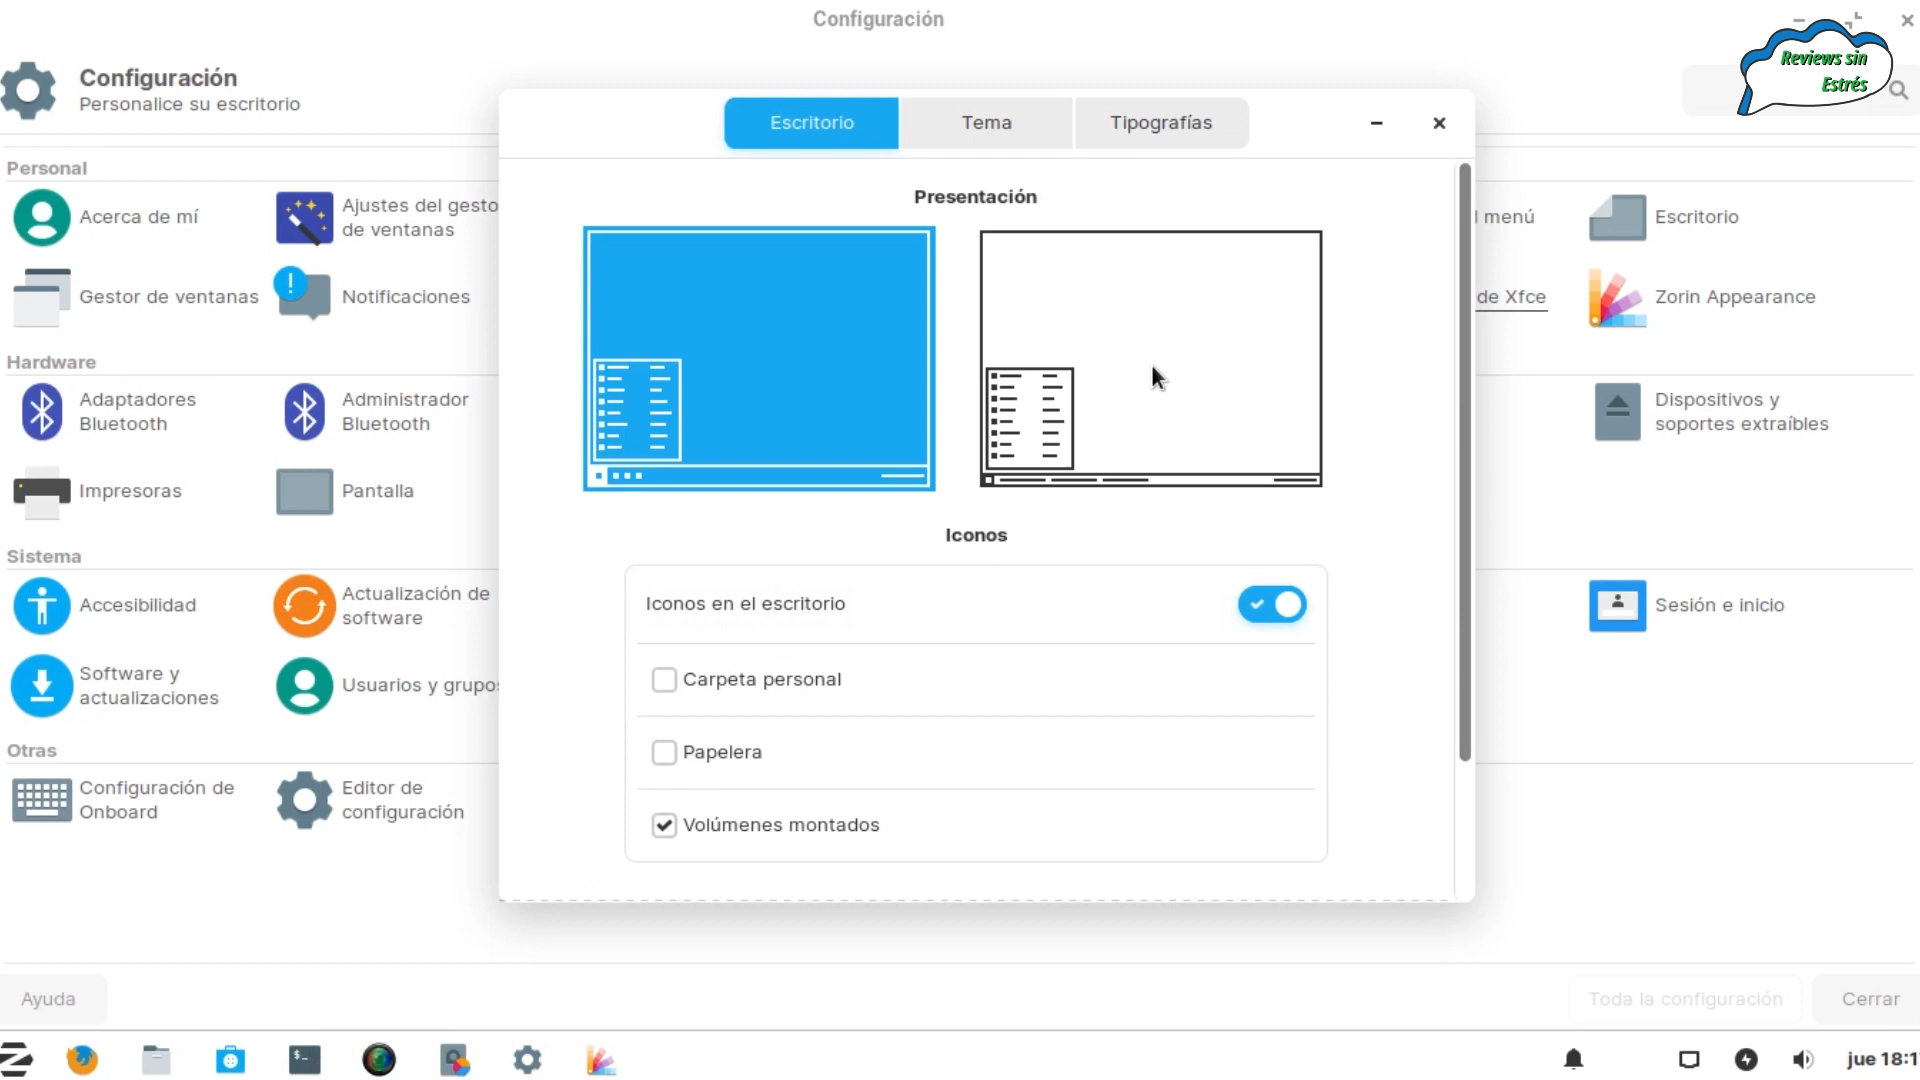 Configuración
Reviews sin
Estrés
Configuración
Personalice su escritorio
Escritorio
Tema
Tipografías
Personal
Acerca de mí
Ajustes del gesto
de ventanas
Gestor de ventanas
Notificaciones
menú
Escritorio
de Xfce
Zorin Appearance
Hardware
Adaptadores
Bluetooth
Administrador
Bluetooth
Impresoras
Pantalla
Dispositivos y
soportes extraíbles
Sistema
Accesibilidad
Actualización de
software
Software y
actualizaciones
Usuarios y grupos
Sesión e inicio
Otras
Configuración de
Onboard
Editor de
configuración
Presentación
Iconos
Iconos en el escritorio
Carpeta personal
Papelera
Volúmenes montados
Ayuda
Toda la configuración
Cerrar
jue 18:1